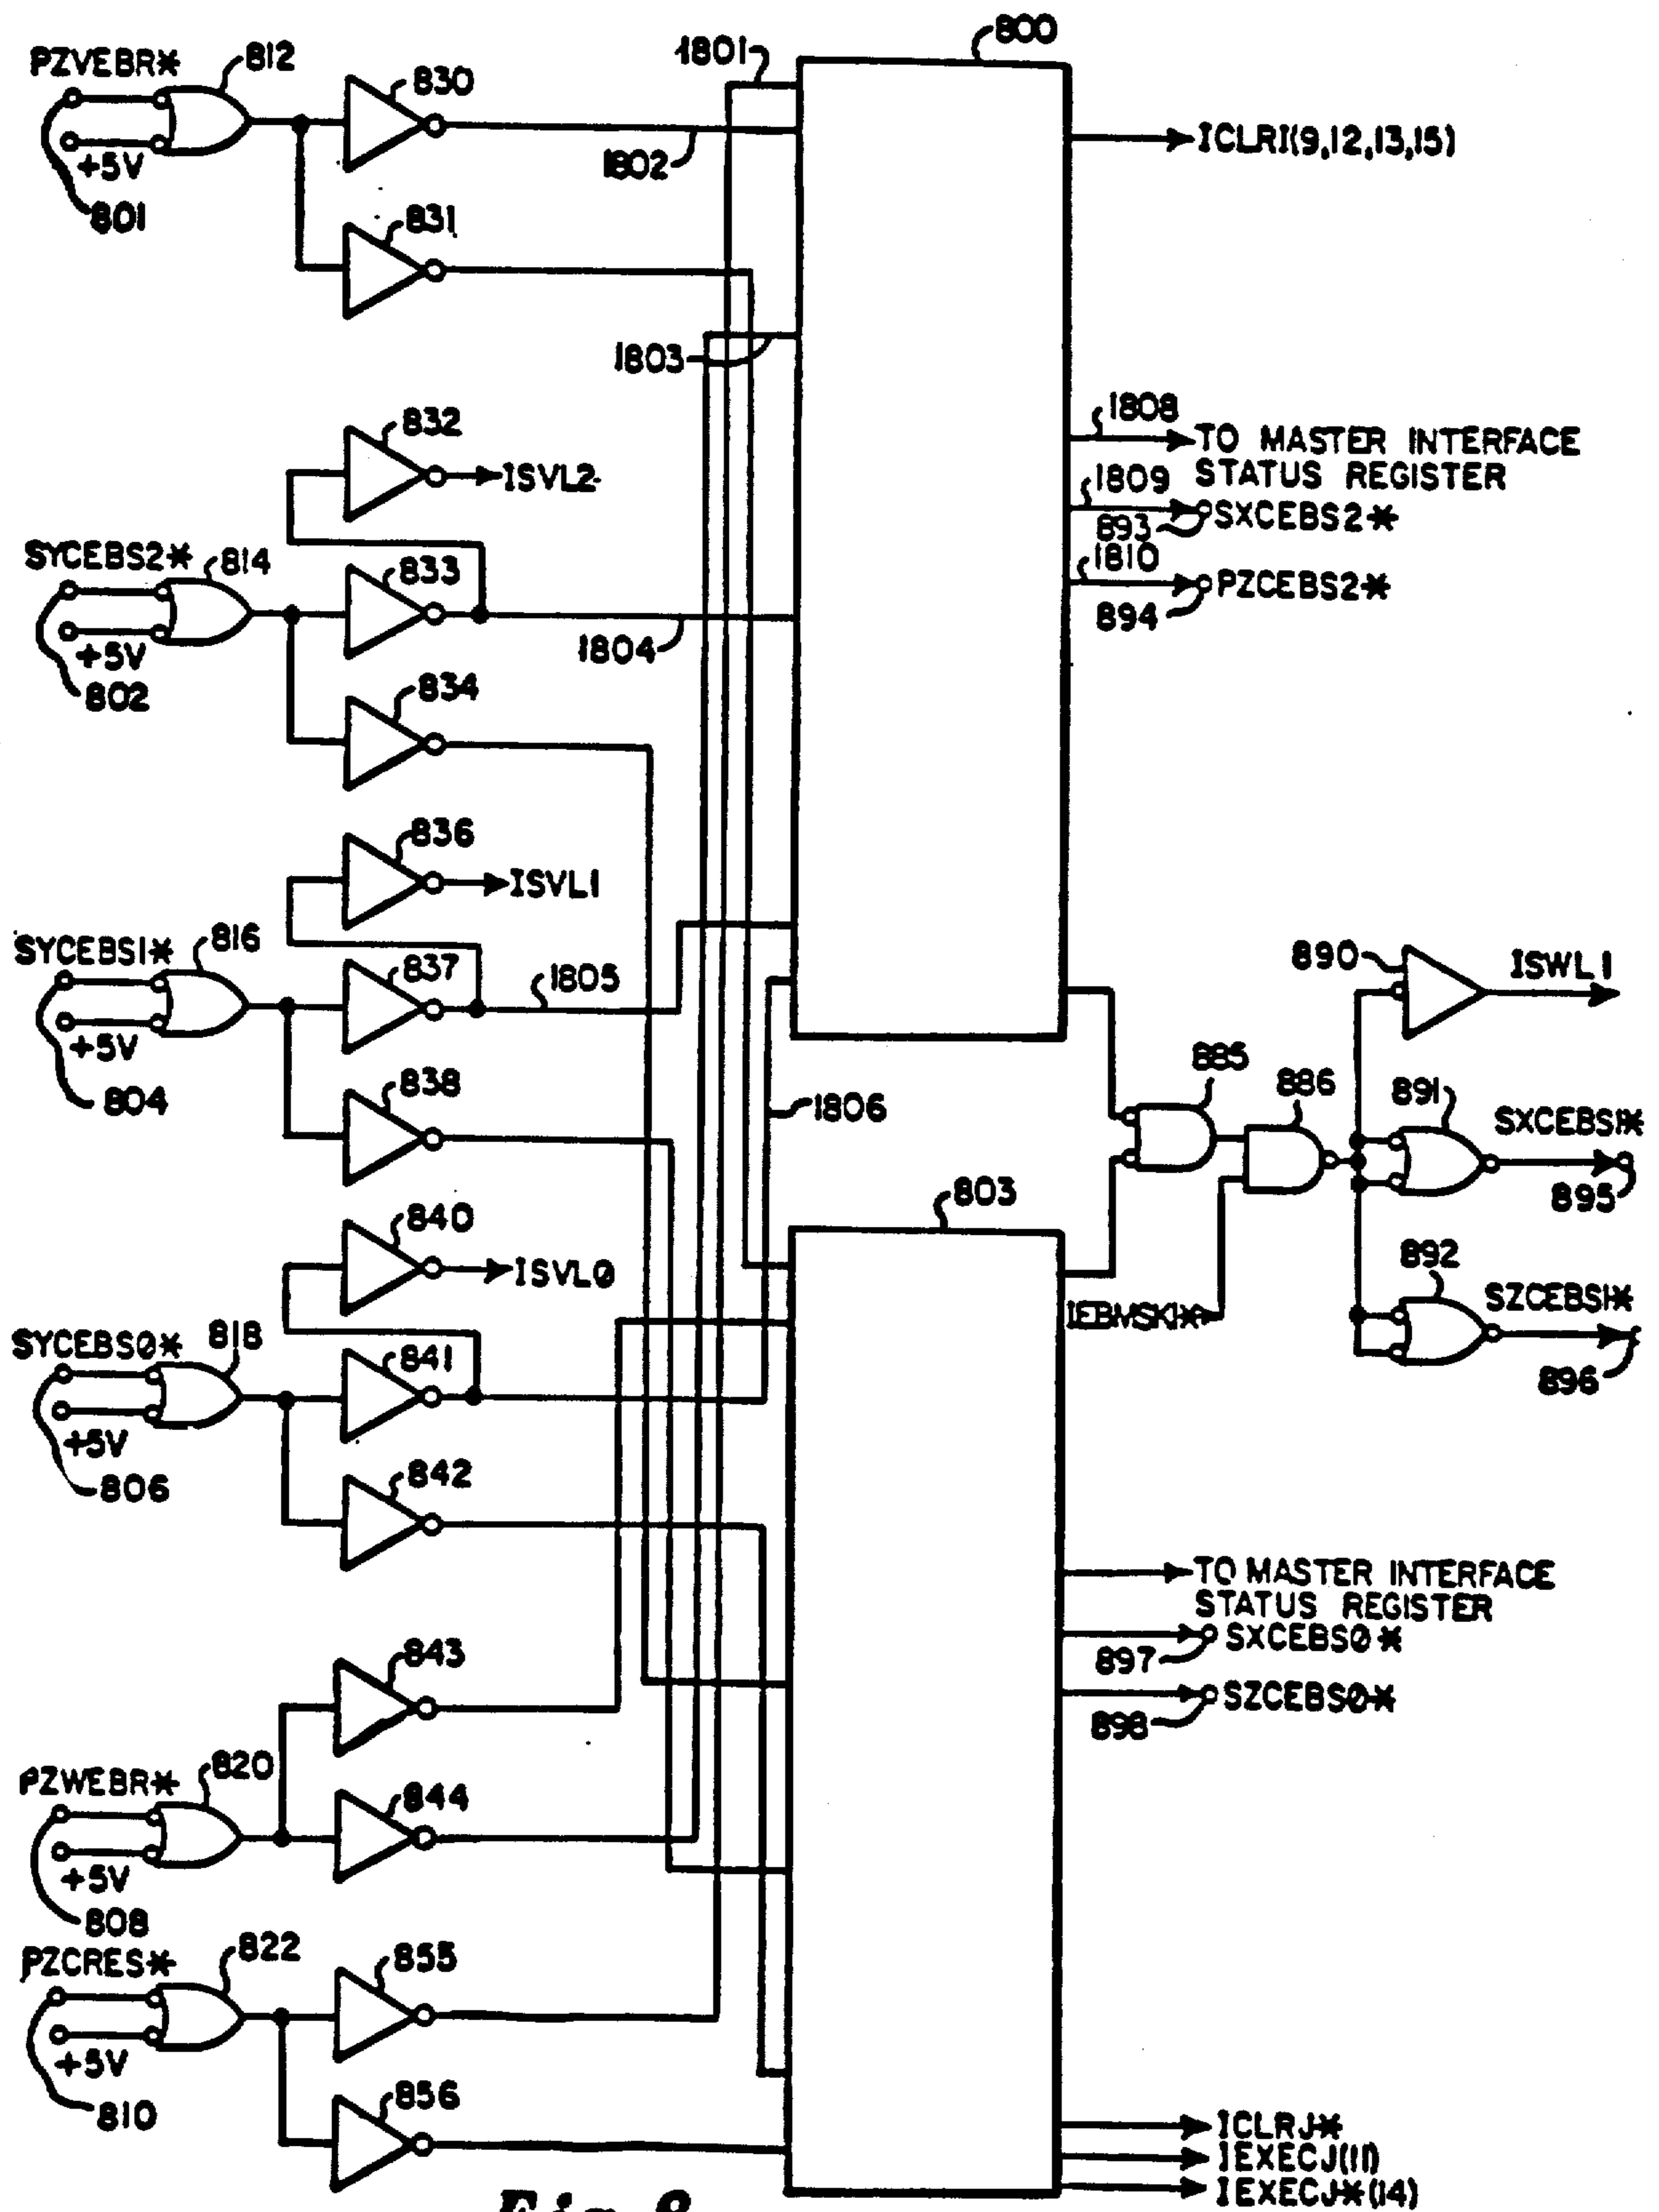 800
1801
PZVEBR*
812
830
ICLRI(9,12,13,15)
+5V
1802
801
831
1803
1808
TO MASTER INTERFACE
STATUS REGISTER
832
ISVL2
1809
893
SXCEBS2*
1810
PZCEBS2*
894
SYCEBS2*
814
833
+5V
1804
802
834
836
ISVL1
SYCEBS1*
816
837
1805
890
ISWL1
+5V
804
838
1806
885
886
891
SXCEBS1*
895
803
840
ISVL0
IEBMSK1*
892
SZCEBS1*
896
SYCEBS0*
818
841
+5V
806
842
TO MASTER INTERFACE
STATUS REGISTER
SXCEBS0*
897
SZCEBS0*
898
843
PZWEBR*
820
844
+5V
808
PZCRES*
822
855
+5V
810
856
ICLRJ*
IEXECJ(11)
IEXECJ*(14)
Fig. 8